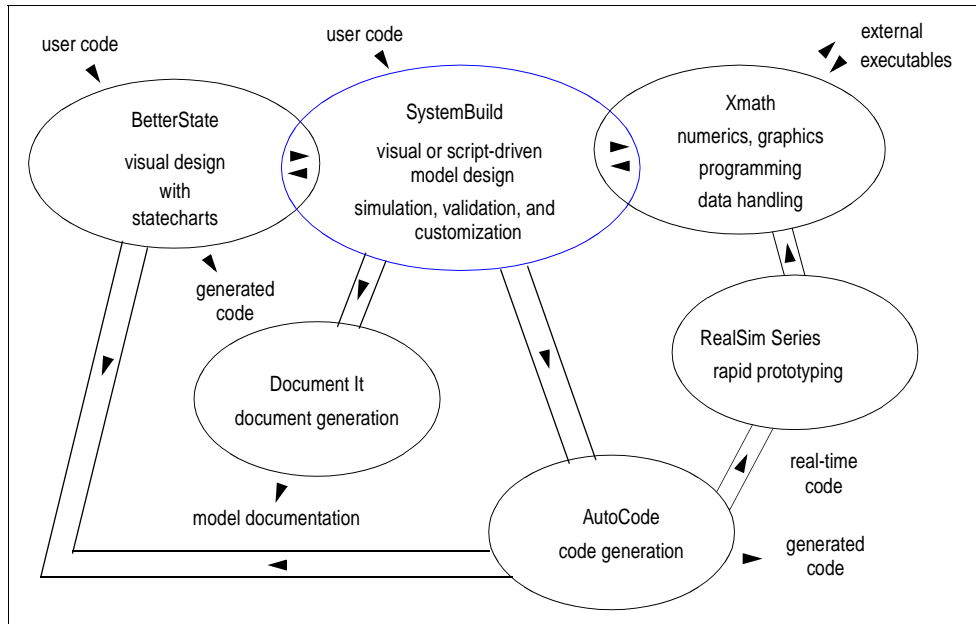 user code
BetterState
visual design
with
statecharts
generated
code
user code
SystemBuild
visual or script-driven
model design
simulation, validation, and
customization
external
executables
Xmath
numerics, graphics
programming
data handling
RealSim Series
rapid prototyping
Document It
document generation
model documentation
real-time
code
AutoCode
code generation
generated
code